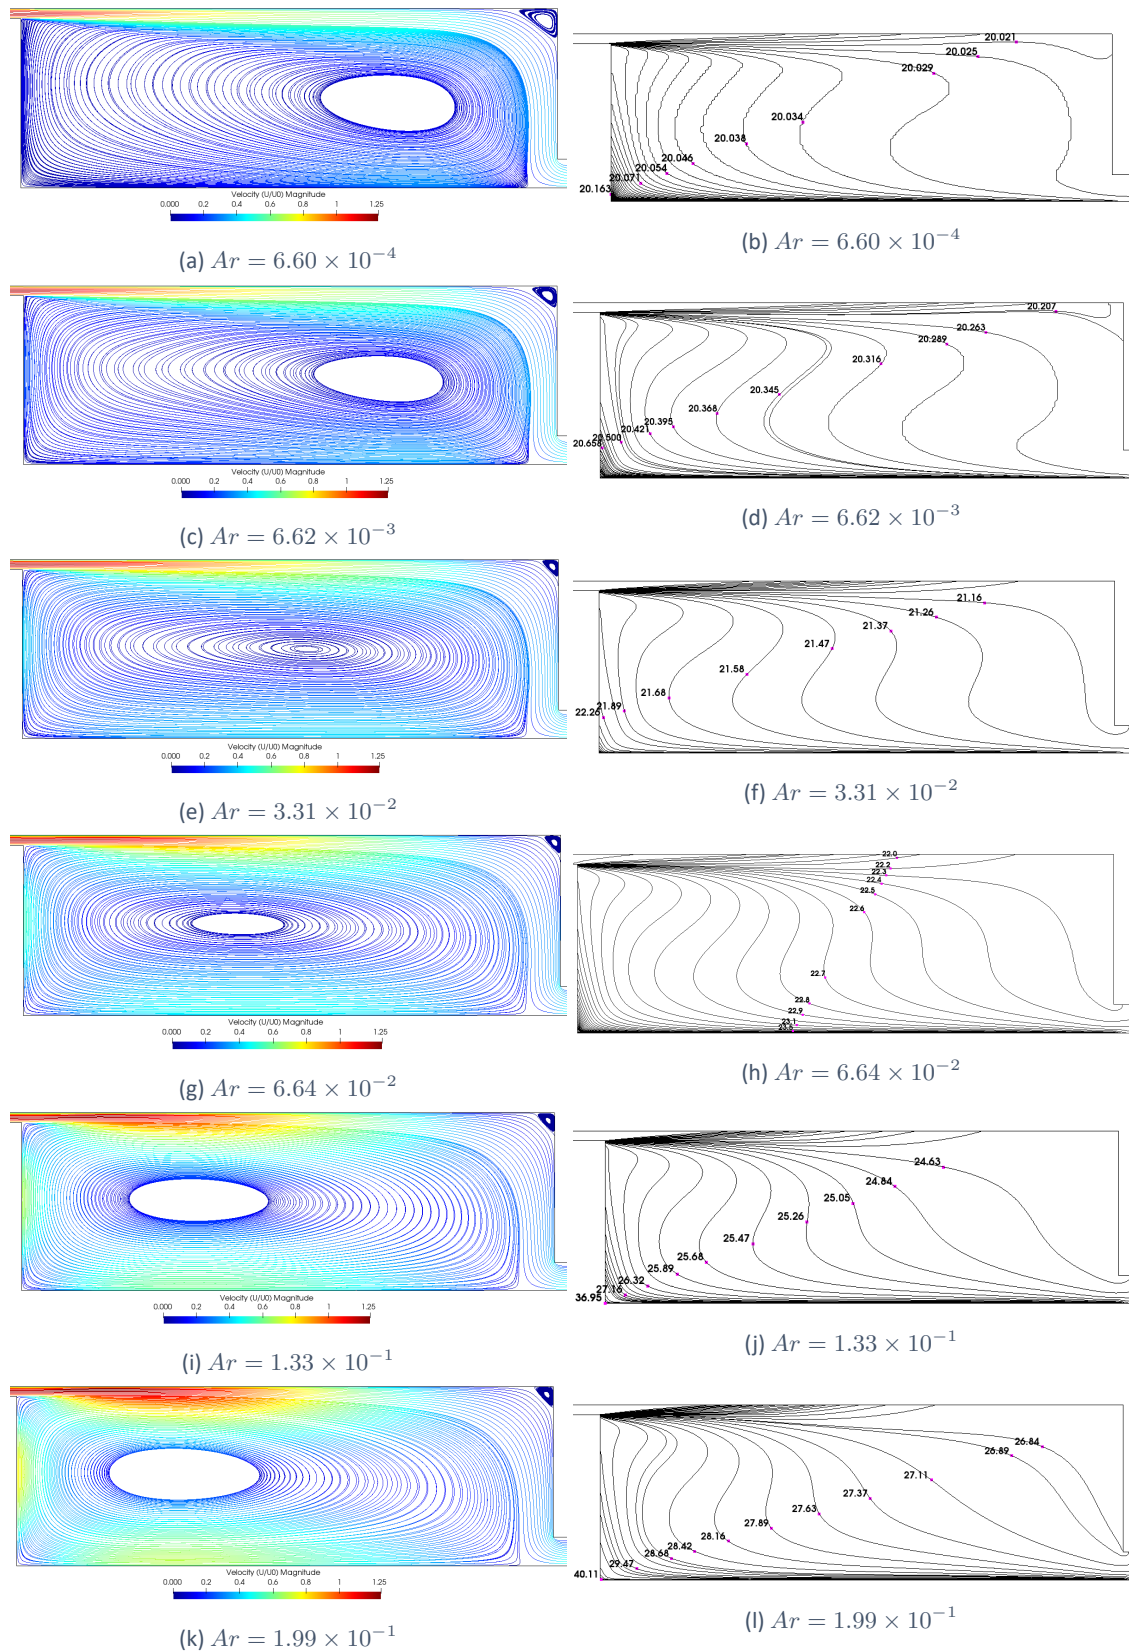 20.021
20.025
20.029
20.034
20.038
20.046
20.054
20.071
20.163
Velocity (U/U0) Magnitude
0.000 0.2 0.4 0.6 0.8 1 1.25
(a) Ar = 6.60 × 10⁻⁴
(b) Ar = 6.60 × 10⁻⁴
20.207
20.263
20.289
20.316
20.345
20.368
20.395
20.421
20.500
20.658
Velocity (U/U0) Magnitude
0.000 0.2 0.4 0.6 0.8 1 1.25
(c) Ar = 6.62 × 10⁻³
(d) Ar = 6.62 × 10⁻³
21.16
21.26
21.37
21.47
21.58
21.68
21.89
22.26
Velocity (U/U0) Magnitude
0.000 0.2 0.4 0.6 0.8 1 1.25
(e) Ar = 3.31 × 10⁻²
(f) Ar = 3.31 × 10⁻²
22.0
22.2
22.3
22.4
22.5
22.6
22.7
22.8
22.9
23.1
Velocity (U/U0) Magnitude
0.000 0.2 0.4 0.6 0.8 1 1.25
(g) Ar = 6.64 × 10⁻²
(h) Ar = 6.64 × 10⁻²
24.63
24.84
25.05
25.26
25.47
25.68
25.89
26.32
27.16
36.95
Velocity (U/U0) Magnitude
0.000 0.2 0.4 0.6 0.8 1 1.25
(i) Ar = 1.33 × 10⁻¹
(j) Ar = 1.33 × 10⁻¹
26.84
26.89
27.11
27.37
27.63
27.89
28.16
28.42
28.68
29.47
40.11
Velocity (U/U0) Magnitude
0.000 0.2 0.4 0.6 0.8 1 1.25
(k) Ar = 1.99 × 10⁻¹
(l) Ar = 1.99 × 10⁻¹